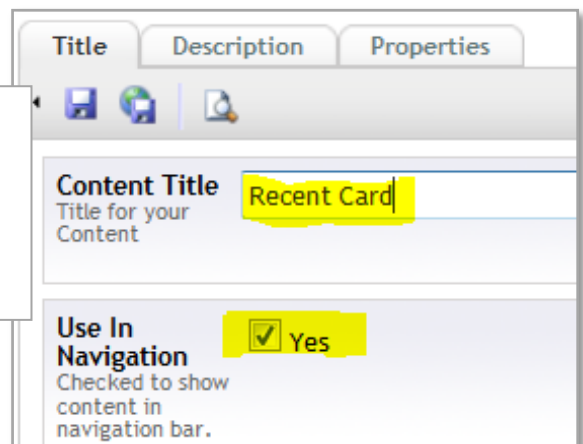 Title Description Properties
Content Title Recent Card
Title for your
Content
Use In
Navigation Yes
Checked to show
content in
navigation bar.